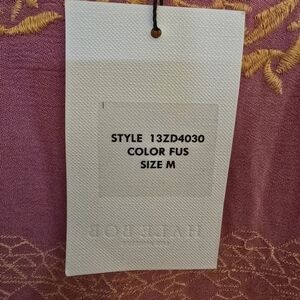 STYLE 13ZD4030
COLOR FUS
SIZE M
HALE BOB